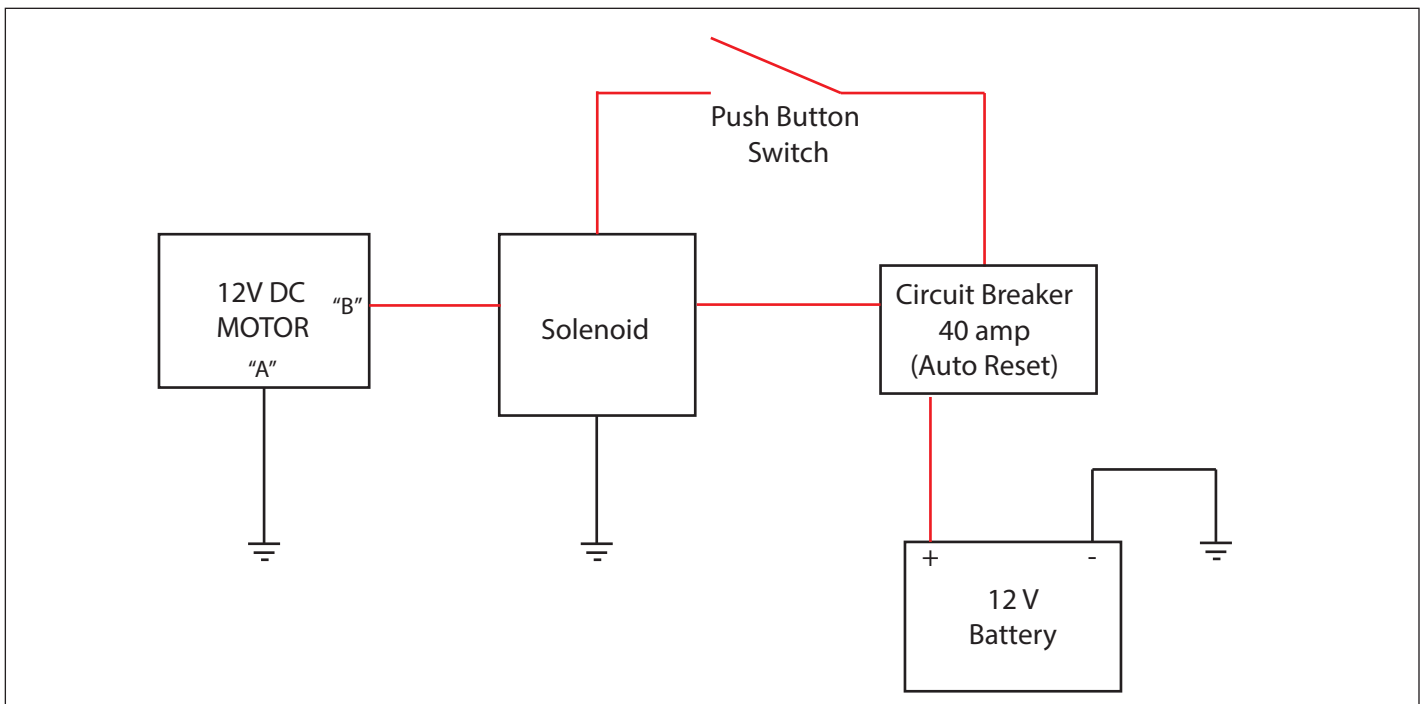 Push Button
Switch
12V DC
MOTOR
“B”
“A”
Solenoid
Circuit Breaker
40 amp
(Auto Reset)
+
-
12 V
Battery